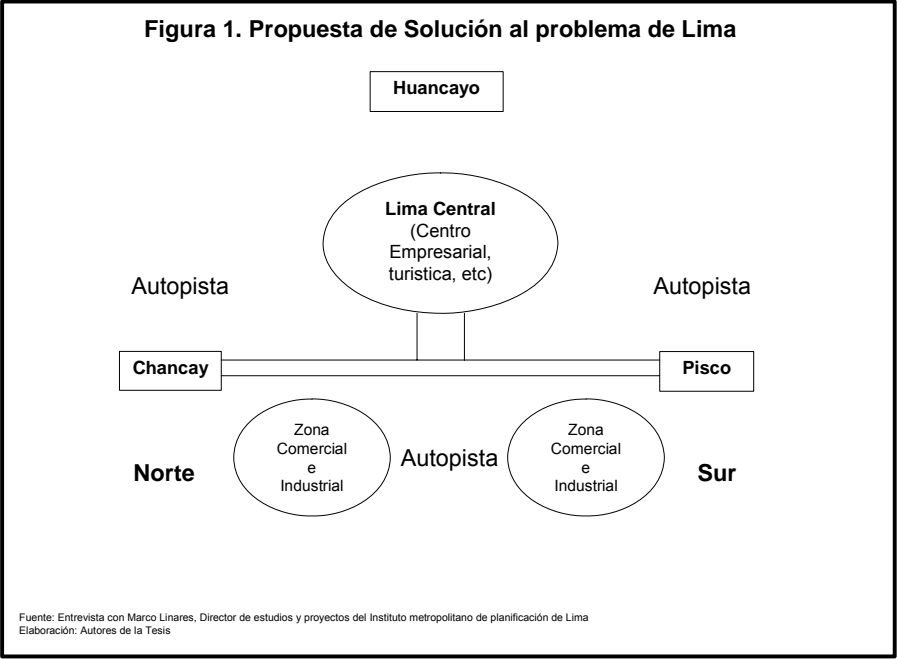 Figura 1. Propuesta de Solución al problema de Lima
Huancayo
Lima Central
(Centro
Empresarial,
turistica, etc)
Autopista
Autopista
Chancay
Pisco
Zona
Comercial
e
Industrial
Zona
Comercial
e
Industrial
Autopista
Norte
Sur
Fuente: Entrevista con Marco Linares, Director de estudios y proyectos del Instituto metropolitano de planificación de Lima
Elaboración: Autores de la Tesis